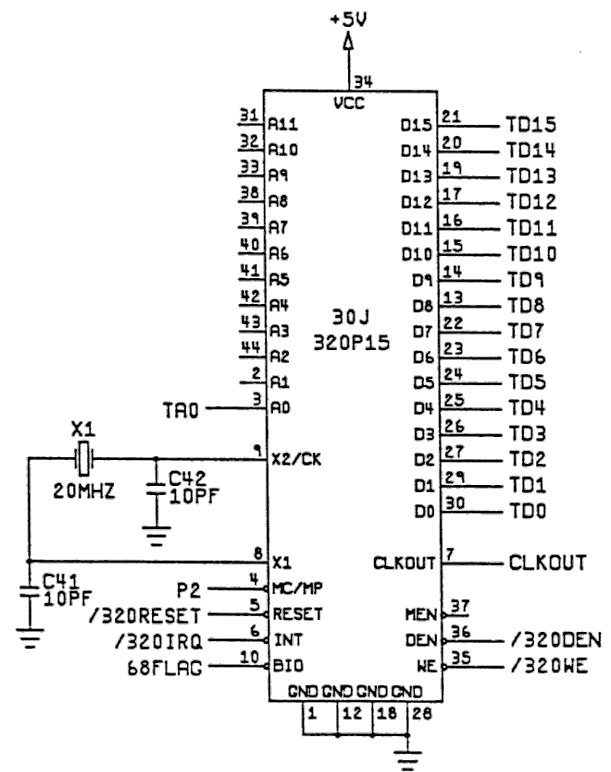 +5V
34
VCC
31 A11 D15 21 TD15
32 A10 D14 20 TD14
33 A9 D13 19 TD13
38 A8 D12 17 TD12
39 A7 D11 16 TD11
40 A6 D10 15 TD10
41 A5 D9 14 TD9
42 A4 D8 13 TD8
43 A3 30J D7 22 TD7
44 A2 320P15 D6 23 TD6
2 A1 D5 24 TD5
TA0 3 A0 D4 25 TD4
X1 D3 26 TD3
9 X2/CK D2 27 TD2
20MHZ C42 D1 29 TD1
10PF D0 30 TD0
8 X1 CLKOUT 7 CLKOUT
C41 P2 4 MC/MP
10PF
/320RESET 5 RESET MEN 37
/320IRQ 6 INT DEN 36 /320DEN
68FLAG 10 BIO WE 35 /320WE
GND GND GND GND
1 12 18 28